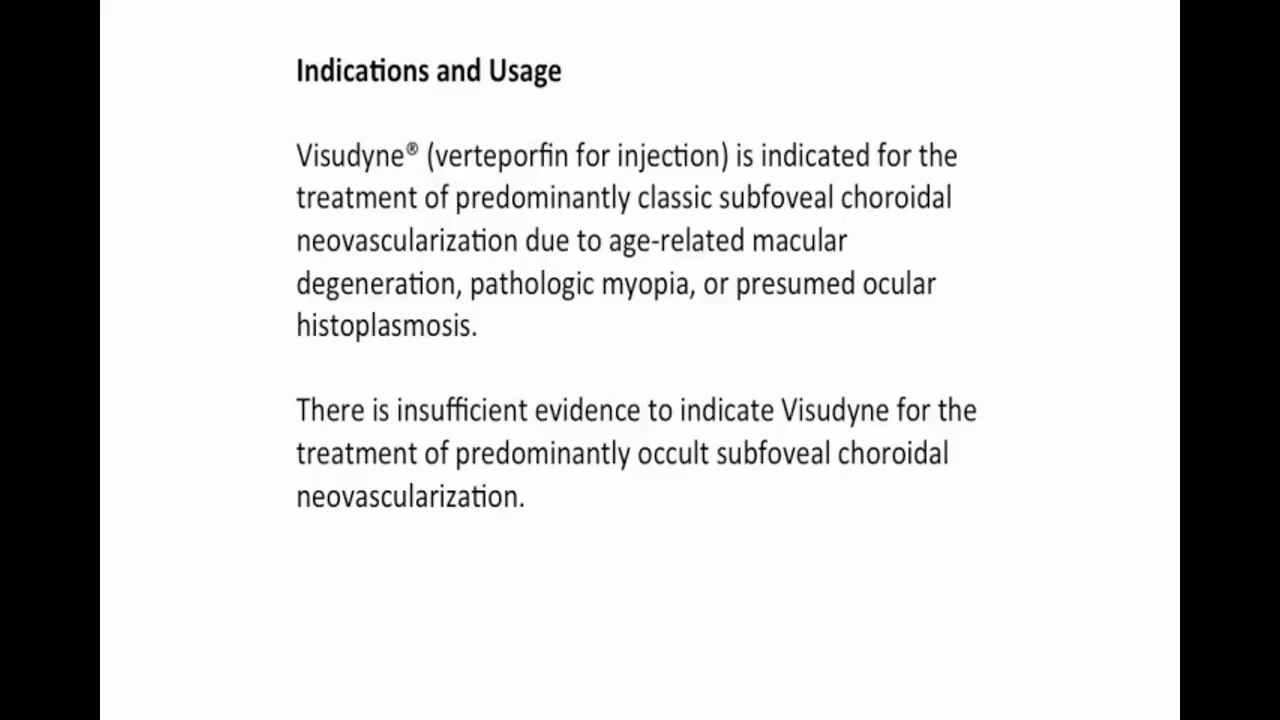 Indications and Usage
Visudyne® (verteporfin for injection) is indicated for the
treatment of predominantly classic subfoveal choroidal
neovascularization due to age-related macular
degeneration, pathologic myopia, or presumed ocular
histoplasmosis.
There is insufficient evidence to indicate Visudyne for the
treatment of predominantly occult subfoveal choroidal
neovascularization.